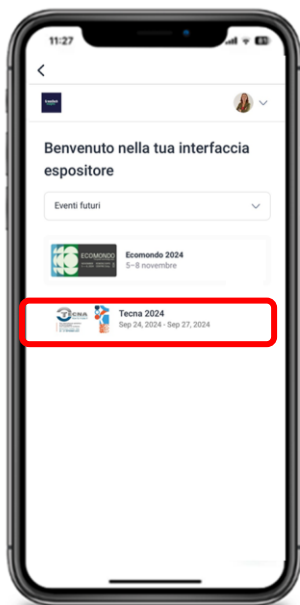 11:27
Benvenuto nella tua interfaccia
espositore
Eventi futuri
ECOMONDO
Ecomondo 2024
5–8 novembre
TECNA
Tecna 2024
Sep 24, 2024 - Sep 27, 2024